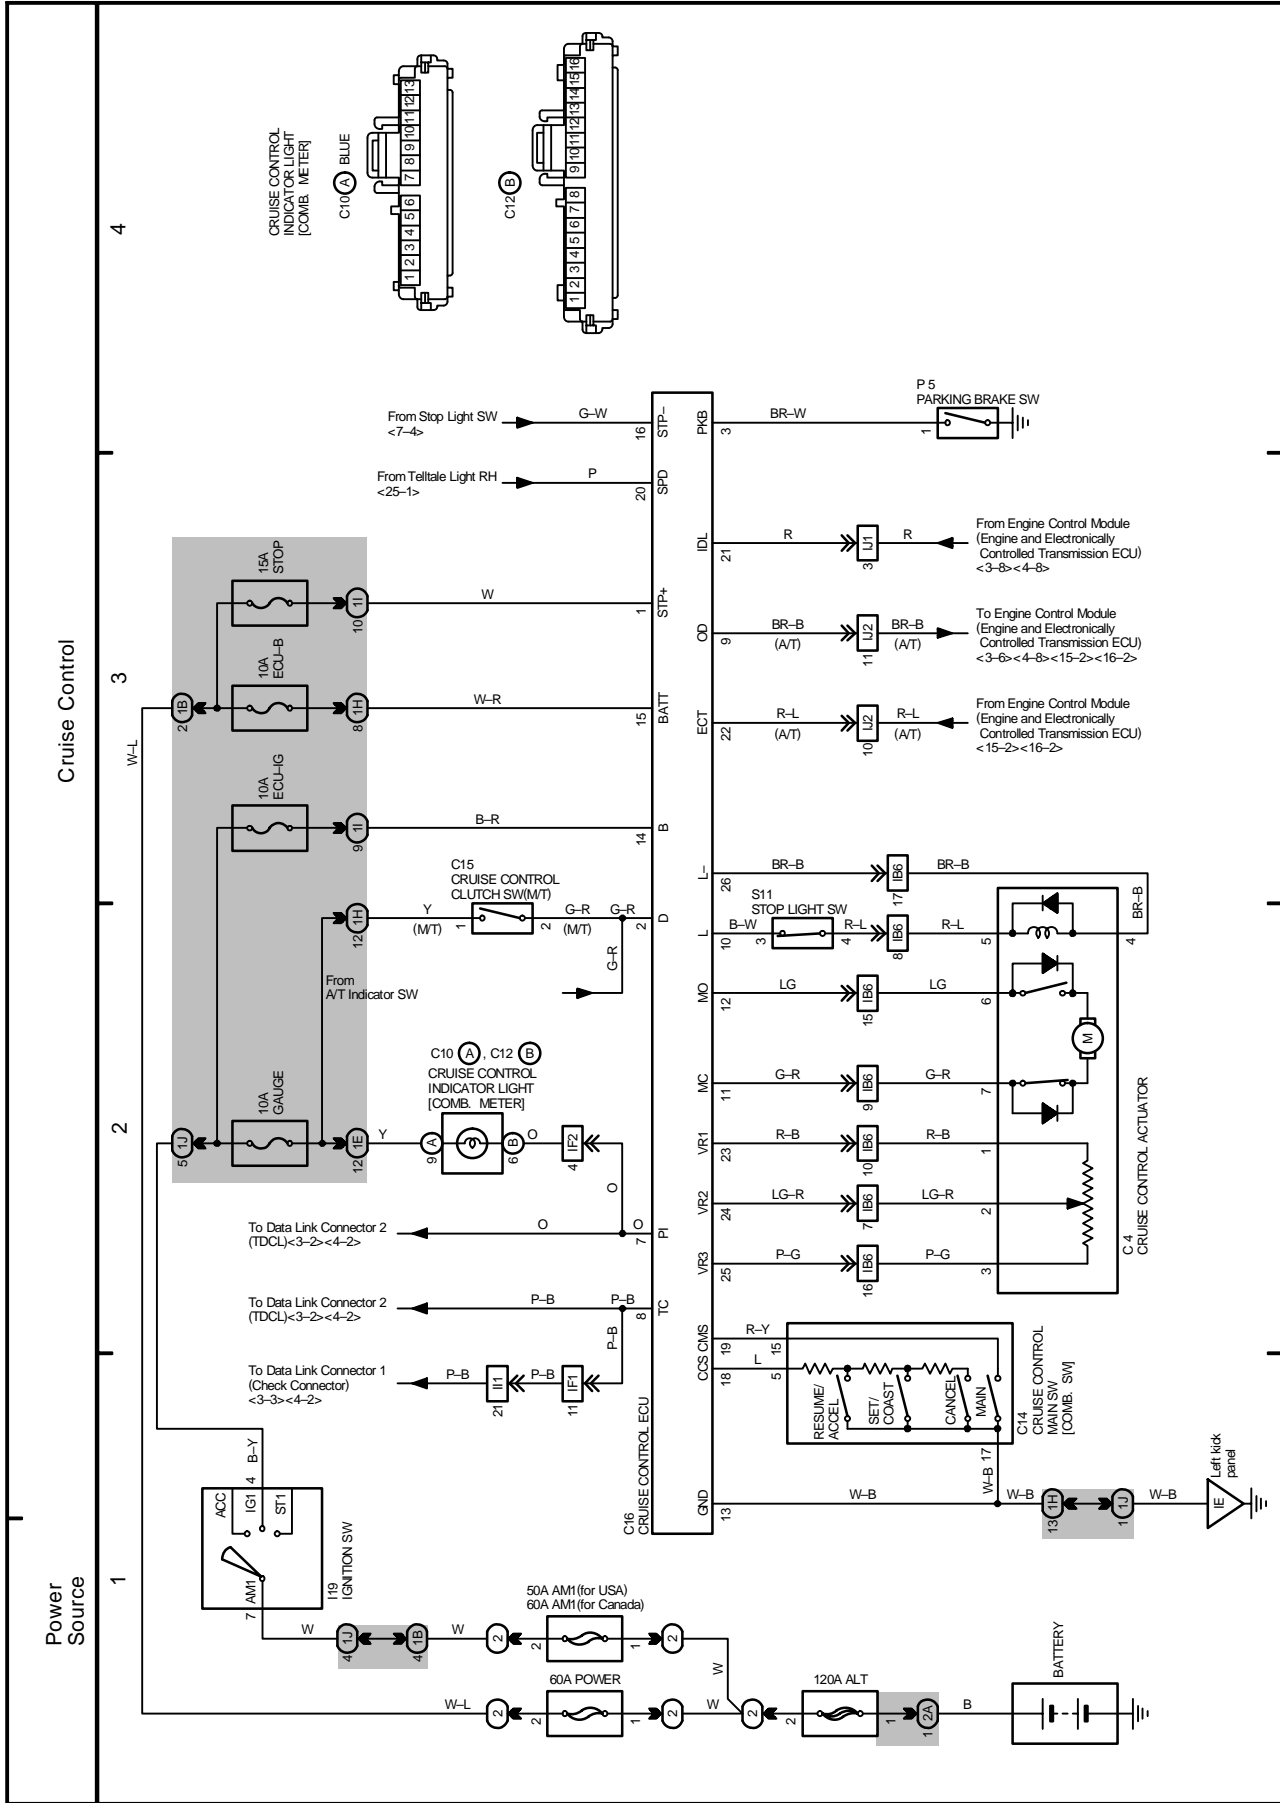 Power
Source
Cruise Control
1
2
3
4
CRUISE CONTROL
INDICATOR LIGHT
[COMB. METER]
C10 A BLUE
1 2 3 4 5 6
7 8 9 10 11 12 13
C12 B
1 2 3 4 5 6 7 8
9 10 11 12 13 14 15 16
From Stop Light SW
<7–4>
G–W
16
STP–
From Telltale Light RH
<25–1>
P
20
SPD
15A
STOP
10 1I
W
1
STP+
10A
ECU–B
2 1B
8 1H
W–R
15
BATT
W–L
10A
ECU–IG
9 1I
B–R
14
B
C15
CRUISE CONTROL
CLUTCH SW(M/T)
12 1H
Y
(M/T)
1
2
G–R
(M/T)
G–R
2
D
G–R
From
A/T Indicator SW
C10 A , C12 B
CRUISE CONTROL
INDICATOR LIGHT
[COMB. METER]
10A
GAUGE
5 1J
12 1E
Y
9 A
B 6
O
4 IF2
O
To Data Link Connector 2
(TDCL)<3–2><4–2>
O
O
7
PI
To Data Link Connector 2
(TDCL)<3–2><4–2>
P–B
P–B
8
TC
P–B
To Data Link Connector 1
(Check Connector)
<3–3><4–2>
P–B
21 II1
P–B
11 IF1
B–Y
4
ACC
IG1
ST1
AM1
7
I19
IGNITION SW
W
4 1J
4 1B
W
2
2
50A AM1(for USA)
60A AM1(for Canada)
1
2
W
W–L
2
2
60A POWER
1
2
W
2
2
120A ALT
1
1 2A
B
BATTERY
C16
CRUISE CONTROL ECU
PKB
3
BR–W
P 5
PARKING BRAKE SW
1
IDL
21
R
3 IJ1
R
From Engine Control Module
(Engine and Electronically
Controlled Transmission ECU)
<3–8><4–8>
OD
9
BR–B
(A/T)
11 IJ2
BR–B
(A/T)
To Engine Control Module
(Engine and Electronically
Controlled Transmission ECU)
<3–6><4–8><15–2><16–2>
ECT
22
R–L
(A/T)
10 IJ2
R–L
(A/T)
From Engine Control Module
(Engine and Electronically
Controlled Transmission ECU)
<15–2><16–2>
L–
26
BR–B
17 IB6
BR–B
BR–B
4
S11
STOP LIGHT SW
L
10
B–W
3
4
R–L
8 IB6
R–L
5
MO
12
LG
15 IB6
LG
6
M
MC
11
G–R
9 IB6
G–R
7
VR1
23
R–B
10 IB6
R–B
1
VR2
24
LG–R
7 IB6
LG–R
2
VR3
25
P–G
16 IB6
P–G
3
C 4
CRUISE CONTROL ACTUATOR
CMS
19
R–Y
15
CCS
18
L
5
RESUME/
ACCEL
SET/
COAST
CANCEL
MAIN
C14
CRUISE CONTROL
MAIN SW
[COMB. SW]
17
W–B
GND
13
W–B
W–B
13 1H
1 1J
W–B
IE
Left kick
panel